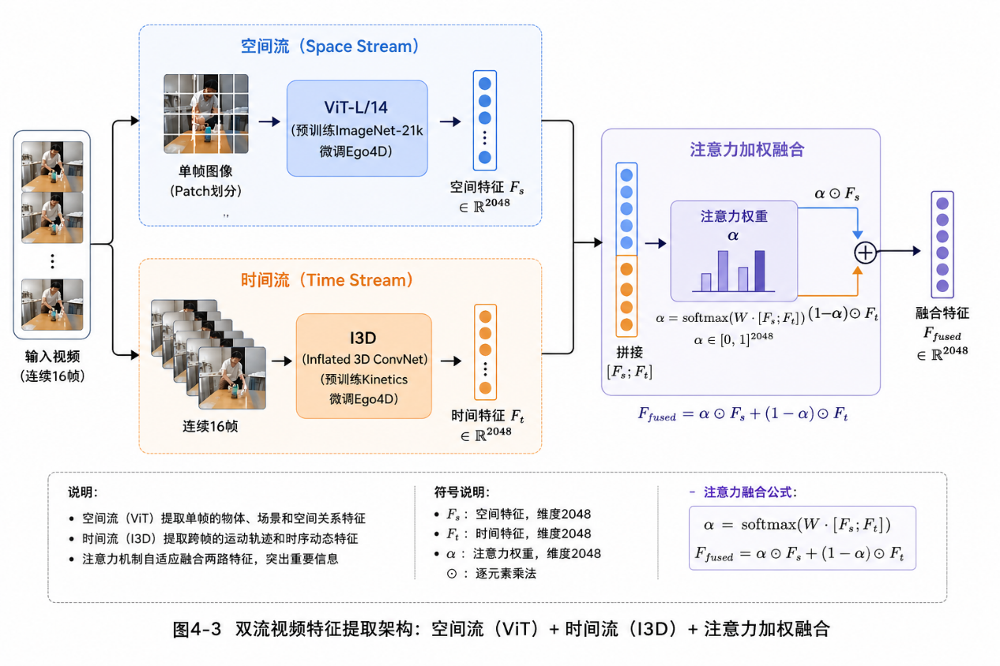 空间流（Space Stream）
单帧图像
（Patch划分）
,,
ViT-L/14
(预训练ImageNet-21k
微调Ego4D）
空间特征 F_s
∈ ℝ^2048
输入视频
（连续16帧）
时间流（Time Stream）
连续16帧
I3D
(Inflated 3D ConvNet)
(预训练Kinetics
微调Ego4D）
时间特征 F_t
∈ ℝ^2048
注意力加权融合
拼接
[F_s; F_t]
注意力权重
α
α = softmax(W · [F_s; F_t])
α ∈ [0, 1]^2048
α ⊙ F_s
(1−α)⊙ F_t
融合特征
F_fused
∈ ℝ^2048
F_fused = α ⊙ F_s + (1 − α) ⊙ F_t
说明：
• 空间流（ViT）提取单帧的物体、场景和空间关系特征
• 时间流（I3D）提取跨帧的运动轨迹和时序动态特征
• 注意力机制自适应融合两路特征，突出重要信息
符号说明：
• F_s ：空间特征，维度2048
• F_t ：时间特征，维度2048
• α ：注意力权重，维度2048
⊙ ：逐元素乘法
- 注意力融合公式：
α = softmax(W · [F_s; F_t])
F_fused = α ⊙ F_s + (1 − α) ⊙ F_t
图4-3 双流视频特征提取架构：空间流（ViT）+ 时间流（I3D）+ 注意力加权融合